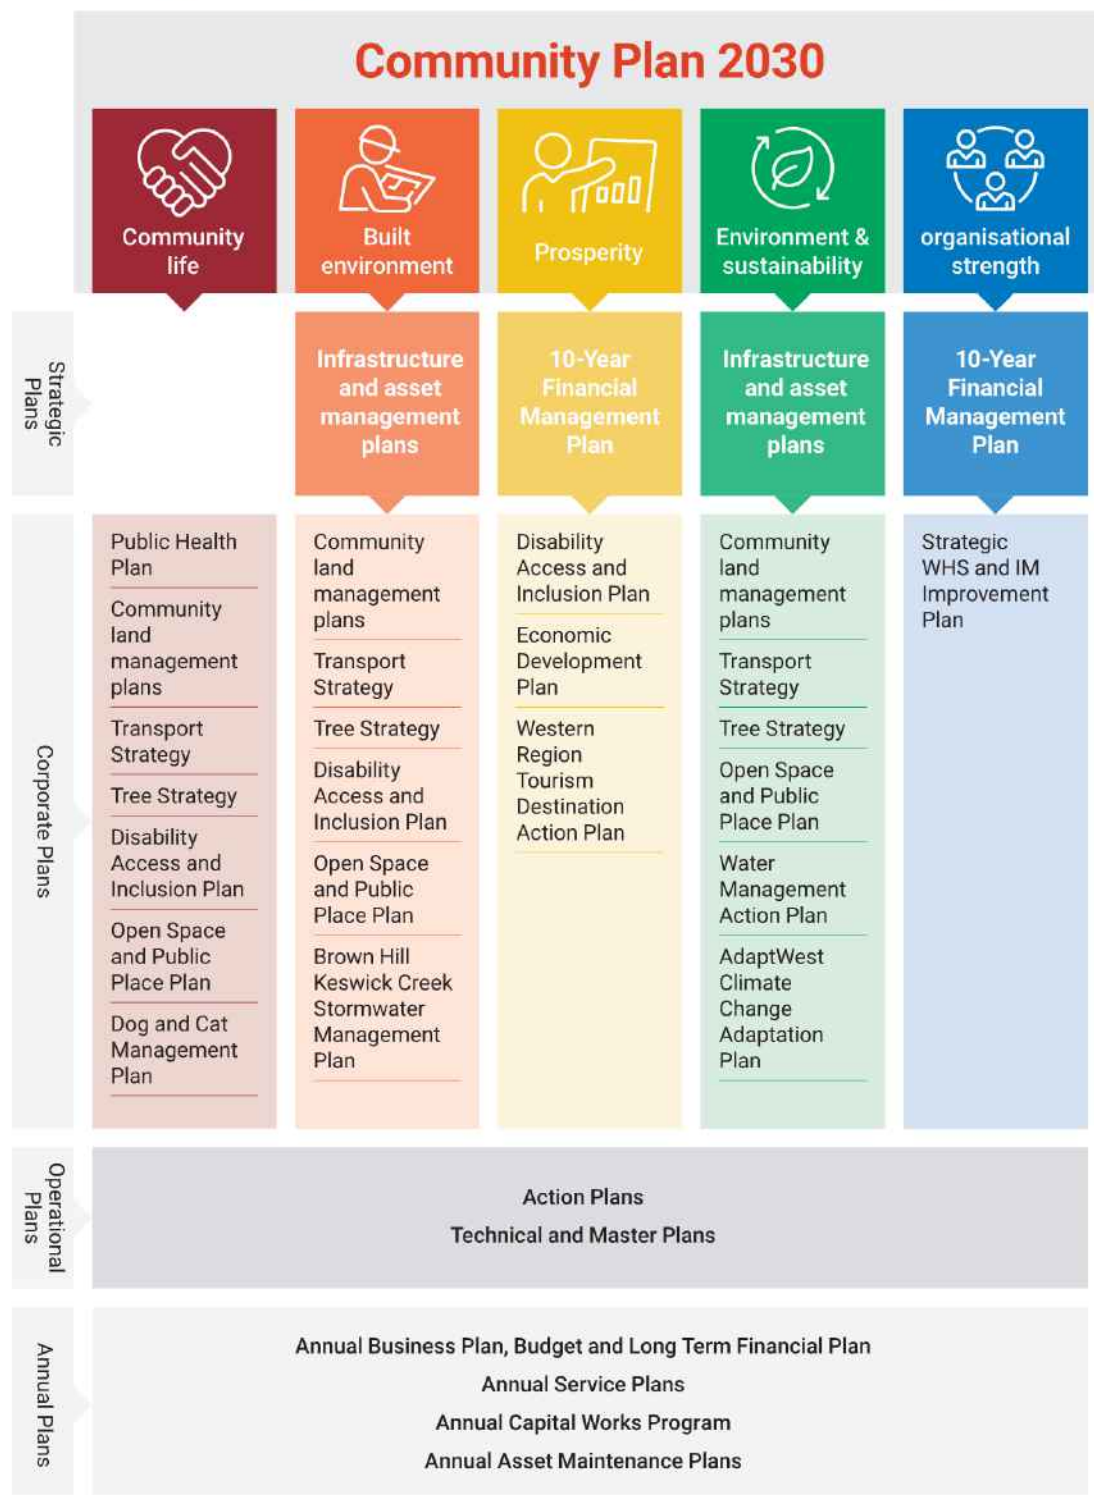 Community Plan 2030
Community
life
Built
environment
Prosperity
Environment &
sustainability
organisational
strength
Strategic
Plans
Infrastructure
and asset
management
plans
10-Year
Financial
Management
Plan
Infrastructure
and asset
management
plans
10-Year
Financial
Management
Plan
Corporate Plans
Public Health
Plan
Community
land
management
plans
Transport
Strategy
Tree Strategy
Disability
Access and
Inclusion Plan
Open Space
and Public
Place Plan
Dog and Cat
Management
Plan
Community
land
management
plans
Transport
Strategy
Tree Strategy
Disability
Access and
Inclusion Plan
Open Space
and Public
Place Plan
Brown Hill
Keswick Creek
Stormwater
Management
Plan
Disability
Access and
Inclusion Plan
Economic
Development
Plan
Western
Region
Tourism
Destination
Action Plan
Community
land
management
plans
Transport
Strategy
Tree Strategy
Open Space
and Public
Place Plan
Water
Management
Action Plan
AdaptWest
Climate
Change
Adaptation
Plan
Strategic
WHS and IM
Improvement
Plan
Operational
Plans
Action Plans
Technical and Master Plans
Annual Plans
Annual Business Plan, Budget and Long Term Financial Plan
Annual Service Plans
Annual Capital Works Program
Annual Asset Maintenance Plans